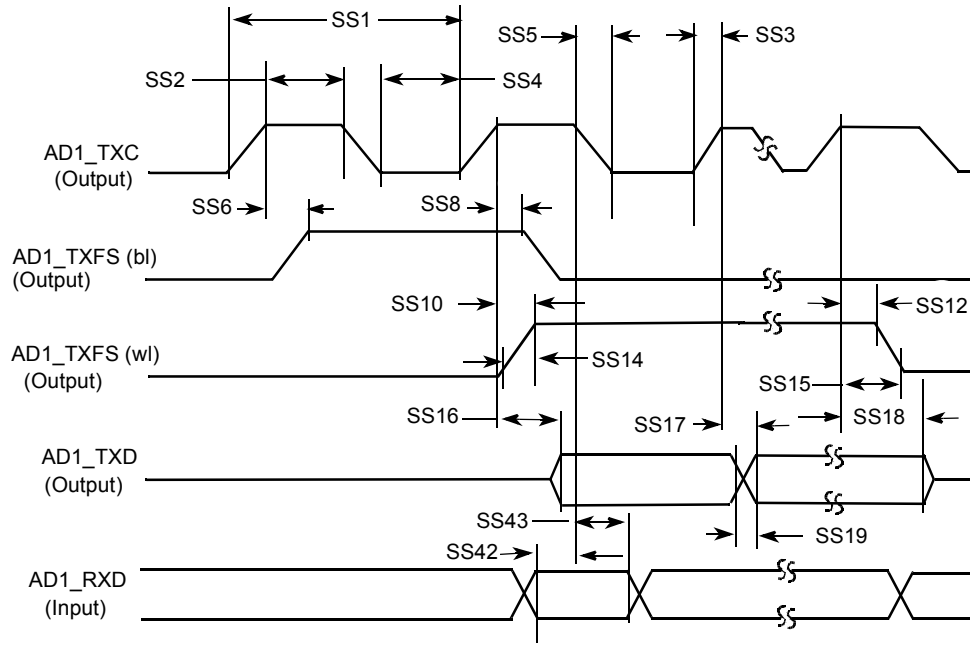 SS1
SS5
SS3
SS2
SS4
AD1_TXC
(Output)
SS6
SS8
AD1_TXFS (bl)
(Output)
SS10
SS12
AD1_TXFS (wl)
(Output)
SS14
SS15
SS16
SS17
SS18
AD1_TXD
(Output)
SS43
SS19
SS42
AD1_RXD
(Input)